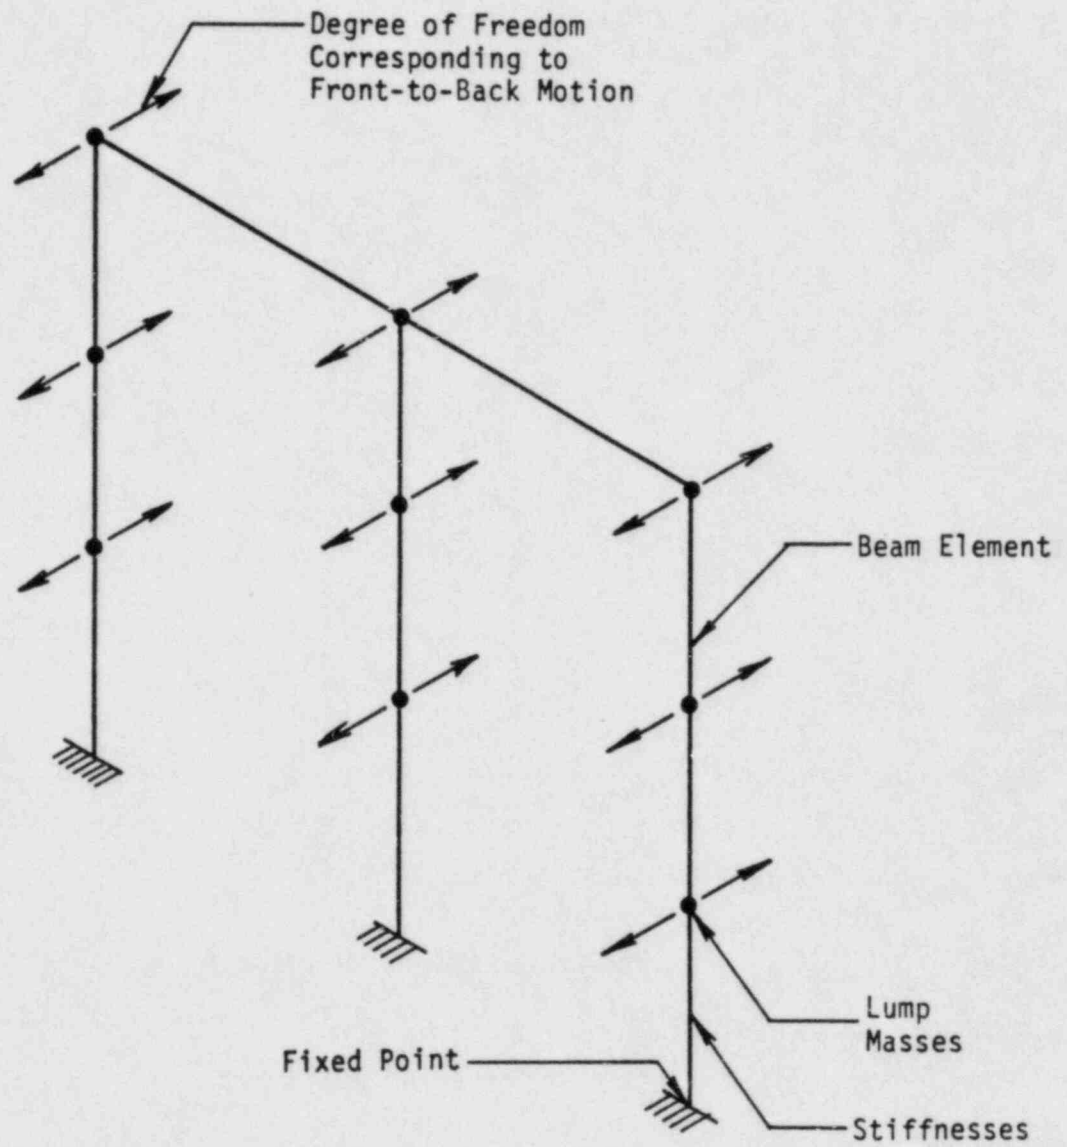 Degree of Freedom
Corresponding to
Front-to-Back Motion
Beam Element
Lump
Masses
Fixed Point
Stiffnesses